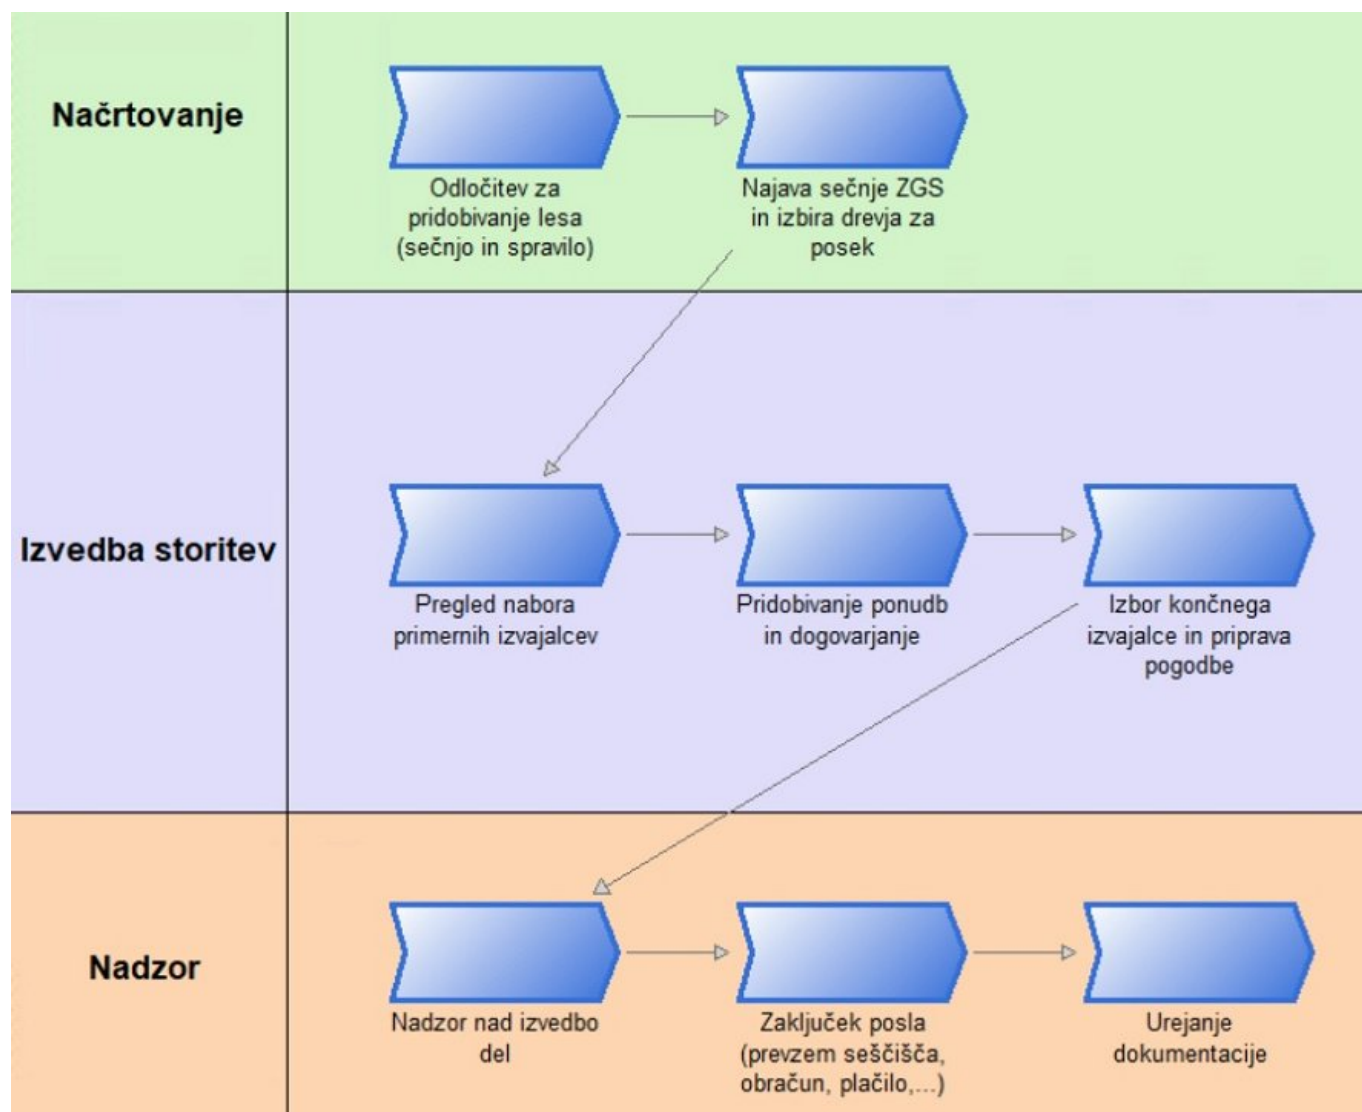 Načrtovanje
Odločitev za
pridobivanje lesa
(sečnjo in spravilo)
Najava sečnje ZGS
in izbira drevja za
posek
Izvedba storitev
Pregled nabora
primernih izvajalcev
Pridobivanje ponudb
in dogovarjanje
Izbor končnega
izvajalce in priprava
pogodbe
Nadzor
Nadzor nad izvedbo
del
Zaključek posla
(prevzem seščišča,
obračun, plačilo,...)
Urejanje
dokumentacije